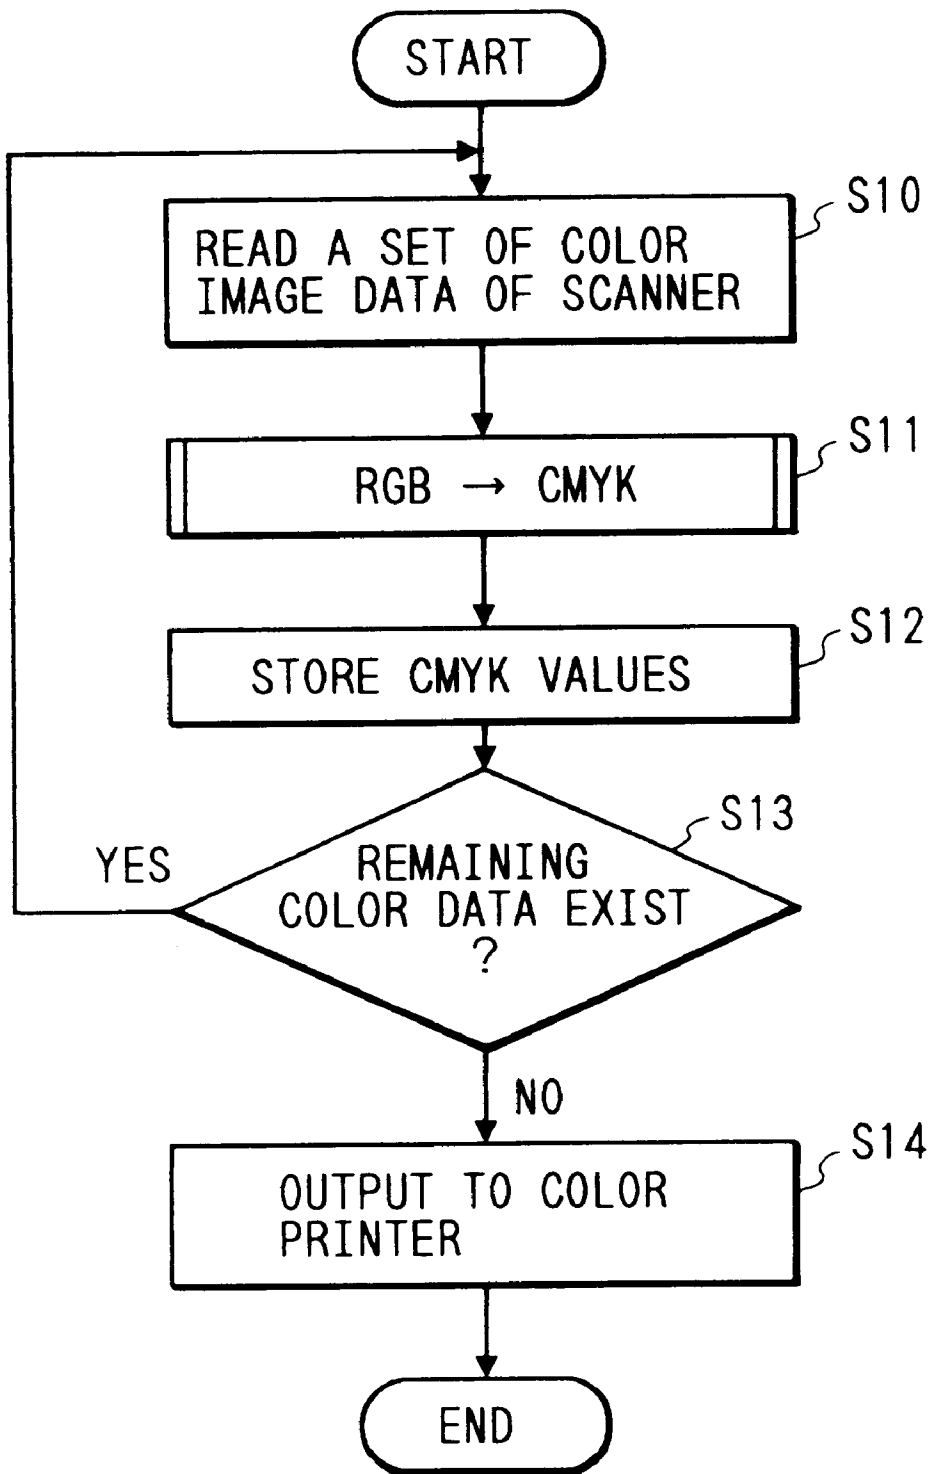 START
S10
READ A SET OF COLOR
IMAGE DATA OF SCANNER
S11
RGB → CMYK
S12
STORE CMYK VALUES
S13
YES
REMAINING
COLOR DATA EXIST
?
NO
S14
OUTPUT TO COLOR
PRINTER
END